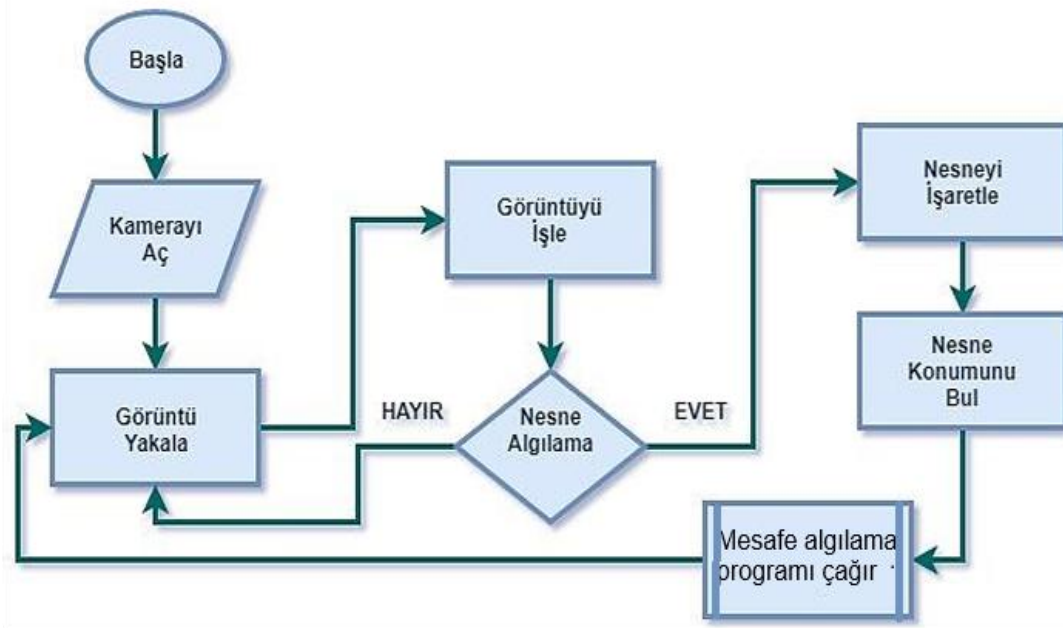 Başla
Kamerayı
Aç
Görüntü
Yakala
Görüntüyü
İşle
Nesne
Algılama
HAYIR
EVET
Nesneyi
İşaretle
Nesne
Konumunu
Bul
Mesafe algılama
programı çağır